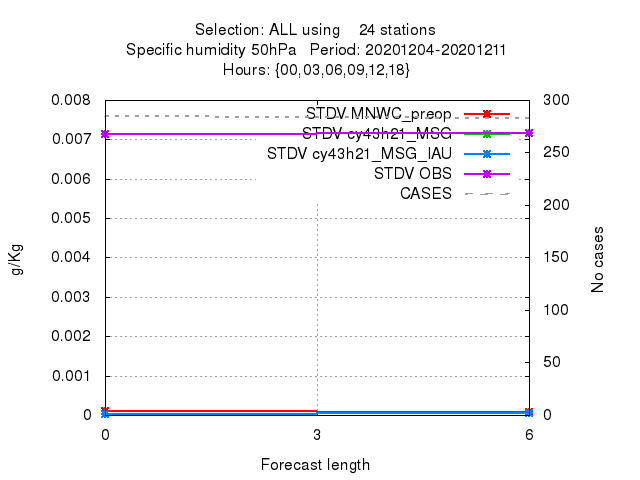 Selection: ALL using 24 stations
Specific humidity 50hPa Period: 20201204-20201211
Hours: {00,03,06,09,12,18}
0.008
0.007
0.006
0.005
0.004
0.003
0.002
0.001
0
300
250
200
150
100
50
0
STDV MNWC_preop
STDV cy43h21_MSG
STDV cy43h21_MSG_IAU
STDV OBS
CASES
g/Kg
No cases
0 3 6
Forecast length